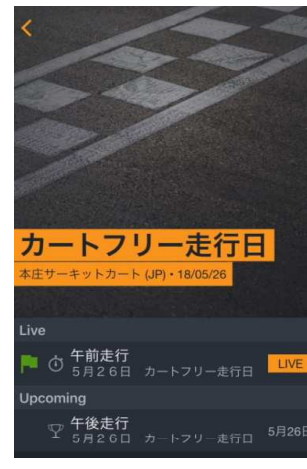 カートフリー走行日
本庄サーキットカート (JP)・18/05/26
Live
午前走行
5月26日 カートフリー走行日
LIVE
Upcoming
午後走行
5月26日 カートフリー走行日
5月26日